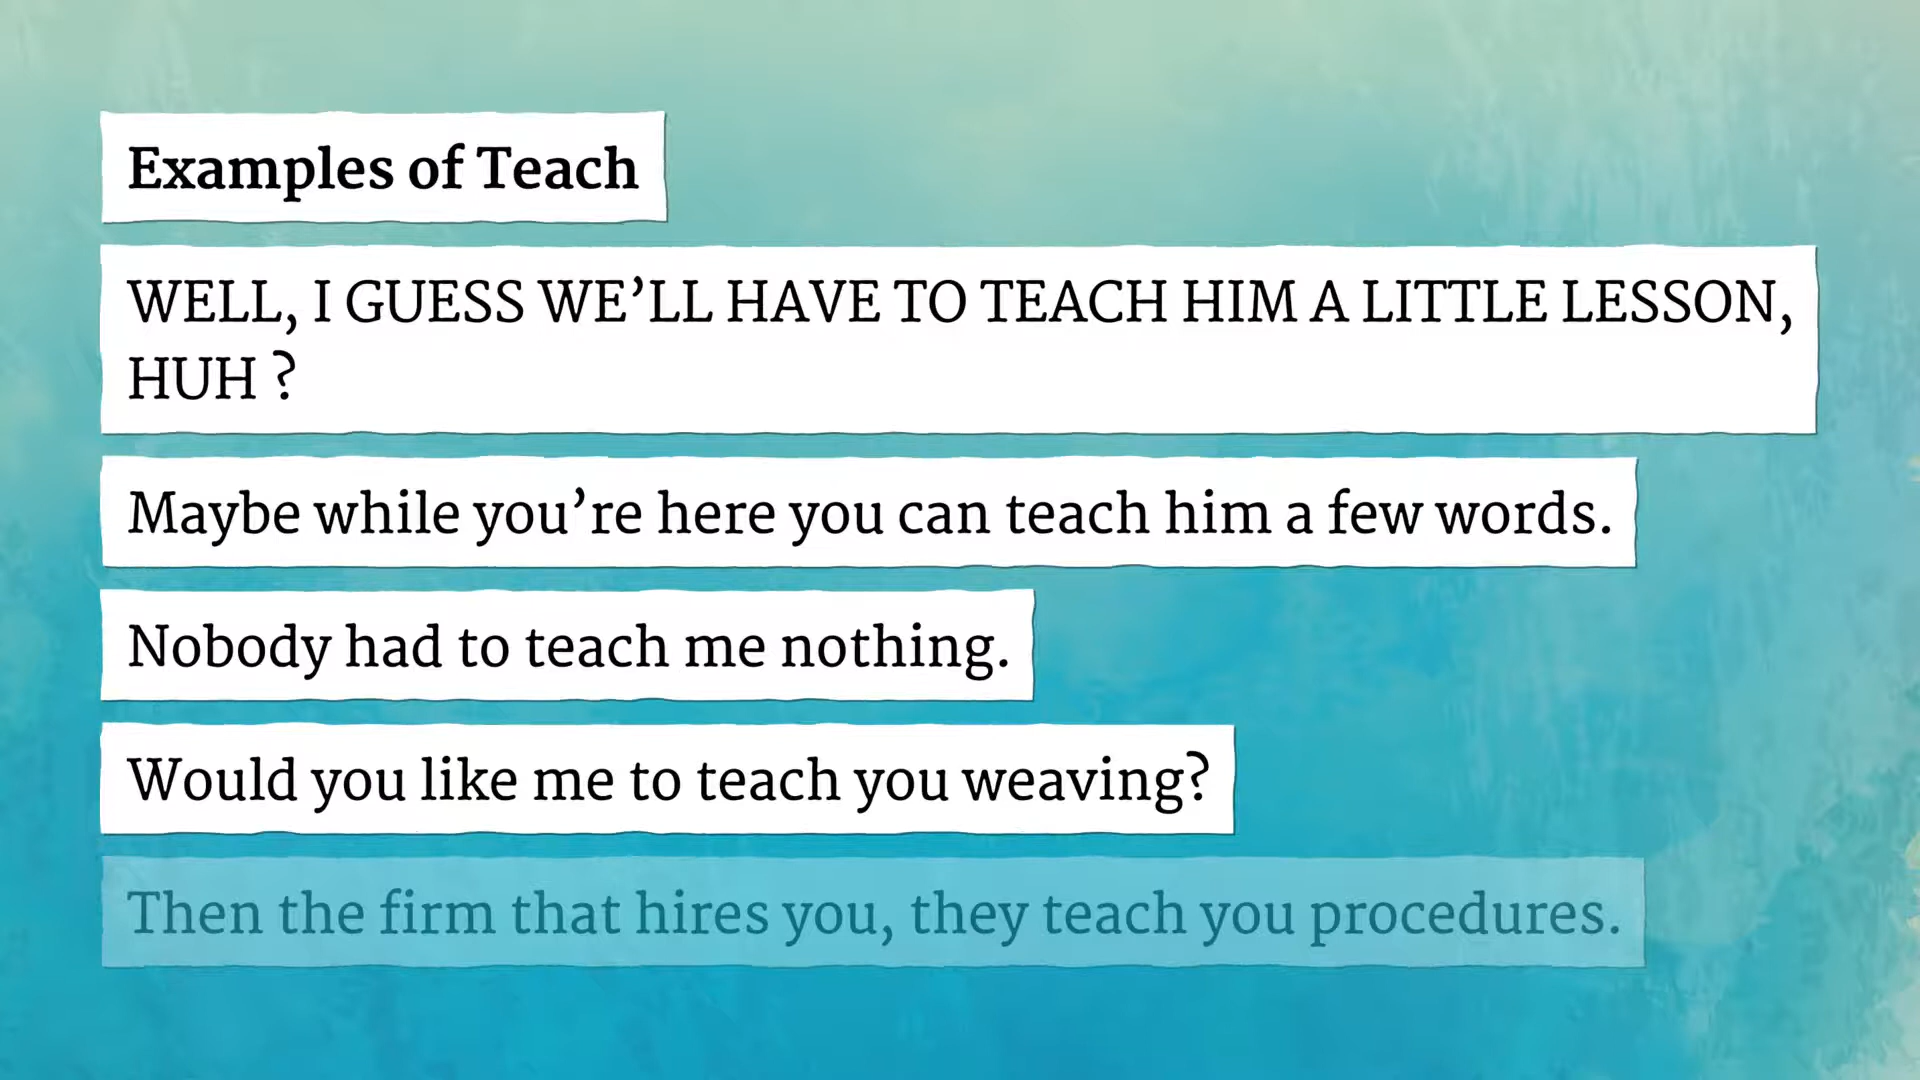 Examples of Teach
WELL, I GUESS WE’LL HAVE TO TEACH HIM A LITTLE LESSON,
HUH ?
Maybe while you’re here you can teach him a few words.
Nobody had to teach me nothing.
Would you like me to teach you weaving?
Then the firm that hires you, they teach you procedures.